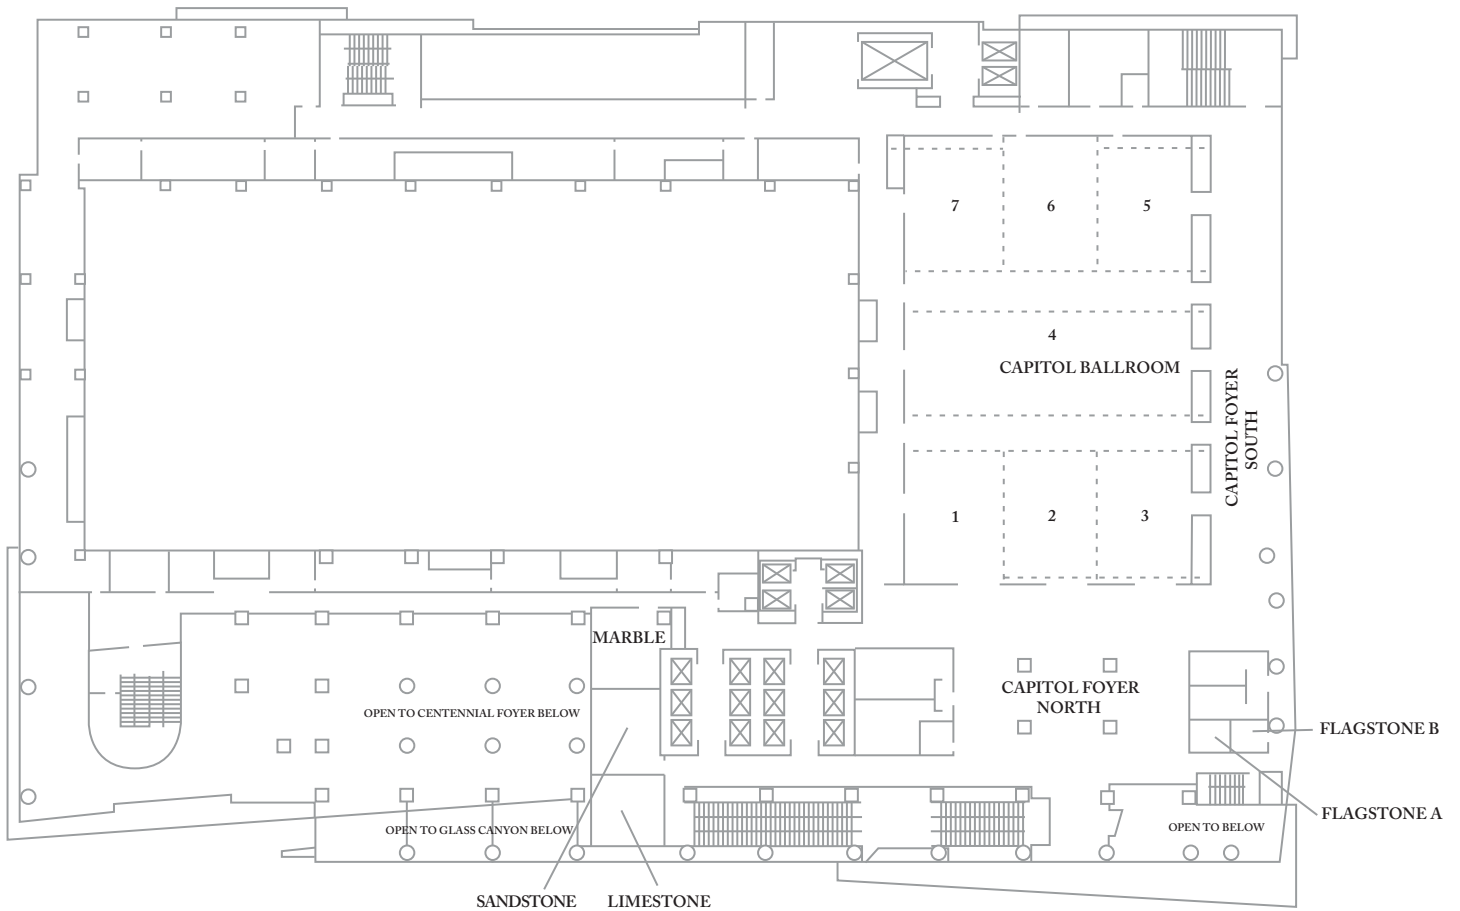 7
6
5
4
CAPITOL BALLROOM
CAPITOL FOYER
SOUTH
1
2
3
MARBLE
CAPITOL FOYER
NORTH
OPEN TO CENTENNIAL FOYER BELOW
FLAGSTONE B
FLAGSTONE A
OPEN TO GLASS CANYON BELOW
OPEN TO BELOW
SANDSTONE
LIMESTONE